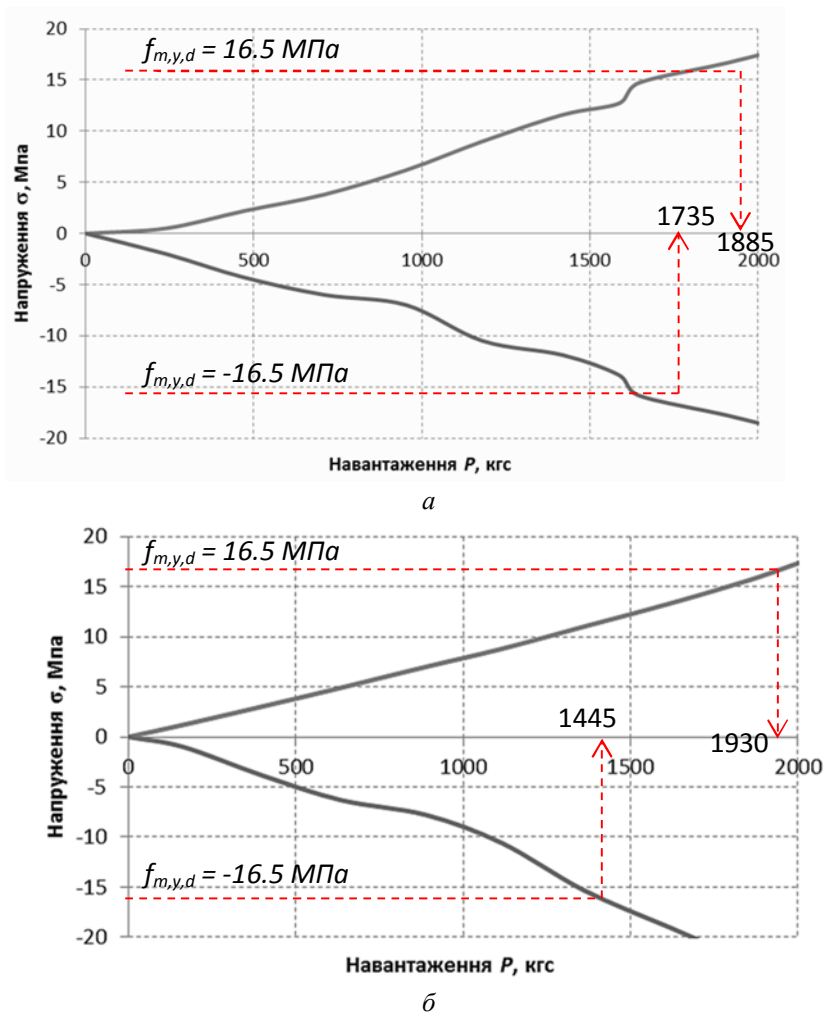 20
f_{m,y,d} = 16.5 МПа
15
10
5
1735
0
0 500 1000 1500 2000
1885
-5
-10
f_{m,y,d} = -16.5 МПа
-15
-20
Напруження σ, Мпа
Навантаження P, кгс
а
20
f_{m,y,d} = 16.5 МПа
15
10
5
1445
0
1930
0 500 1000 1500 2000
-5
-10
f_{m,y,d} = -16.5 МПа
-15
-20
Напруження σ, Мпа
Навантаження P, кгс
б